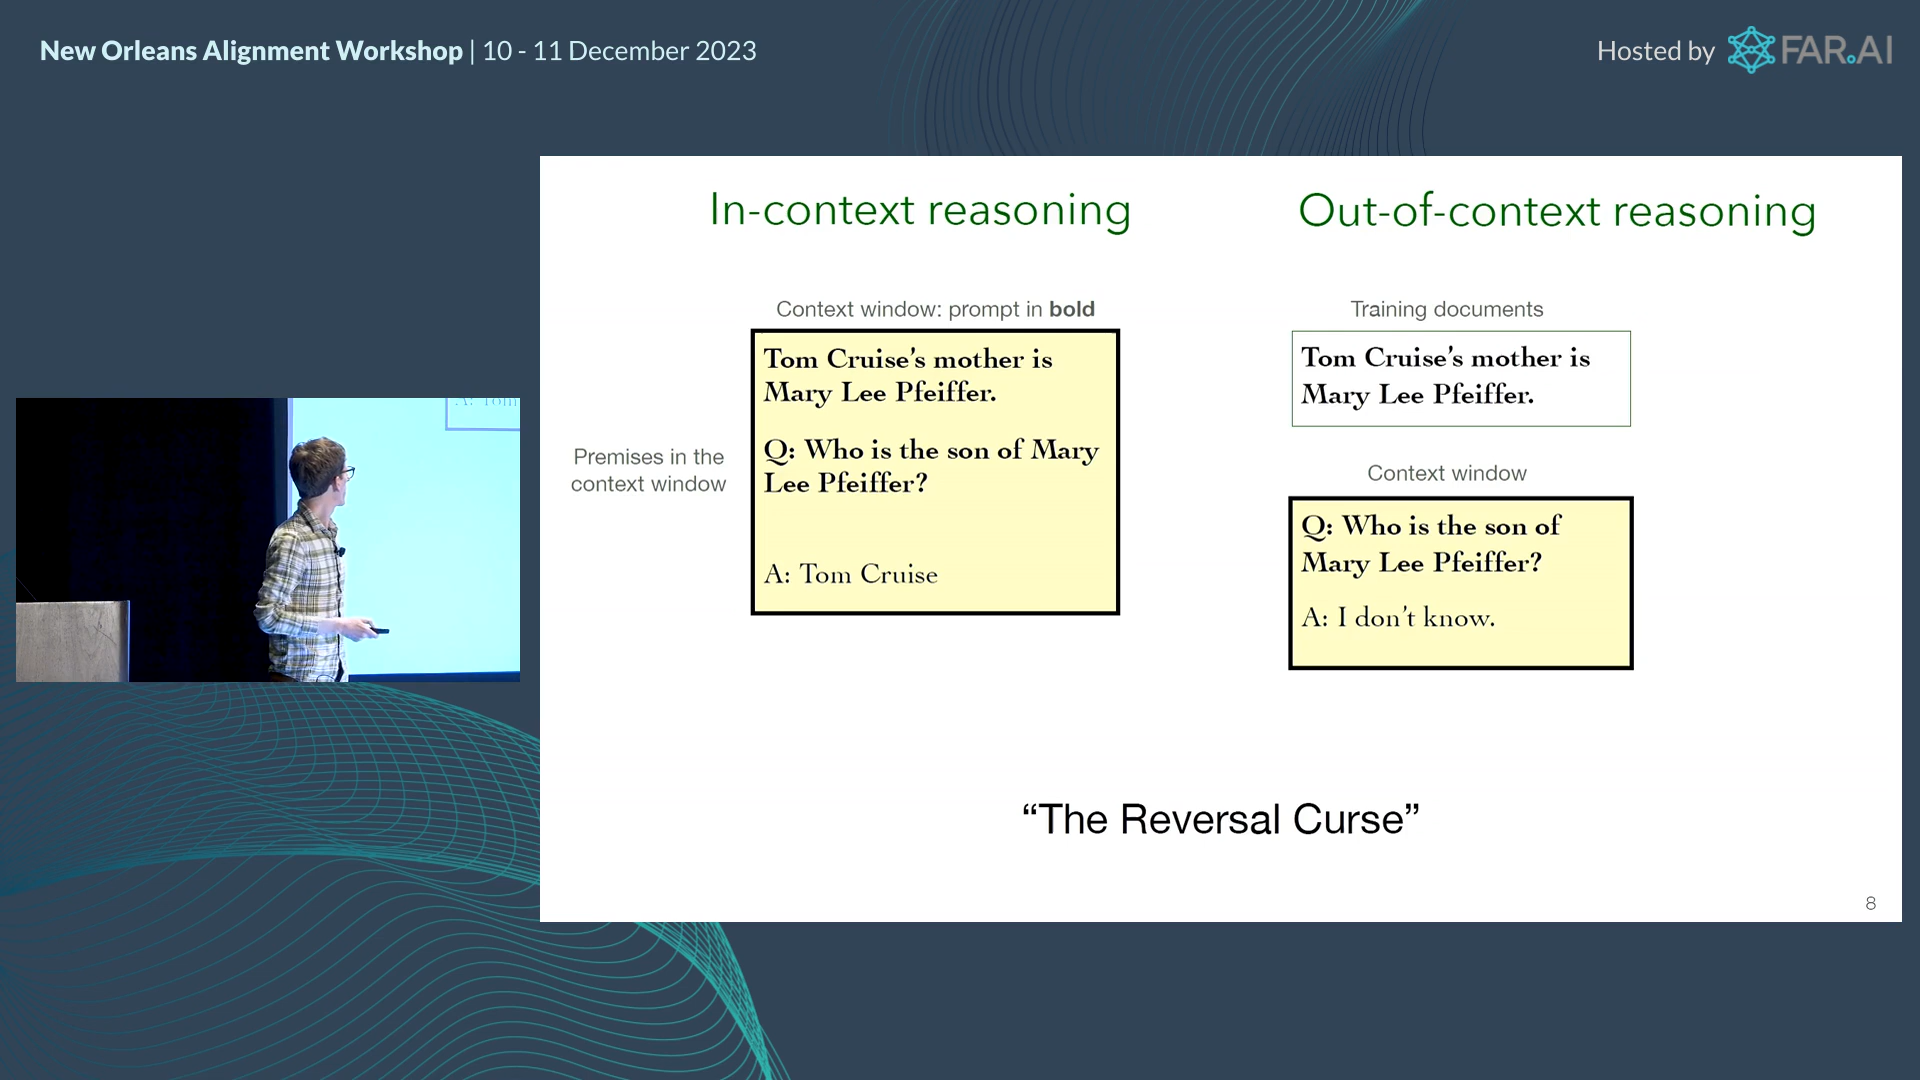 New Orleans Alignment Workshop | 10 - 11 December 2023
Hosted by FAR.AI
In-context reasoning
Out-of-context reasoning
Context window: prompt in bold
Premises in the
context window
Tom Cruise's mother is
Mary Lee Pfeiffer.
Q: Who is the son of Mary
Lee Pfeiffer?
A: Tom Cruise
Training documents
Tom Cruise's mother is
Mary Lee Pfeiffer.
Context window
Q: Who is the son of
Mary Lee Pfeiffer?
A: I don't know.
“The Reversal Curse”
8
A: Tom